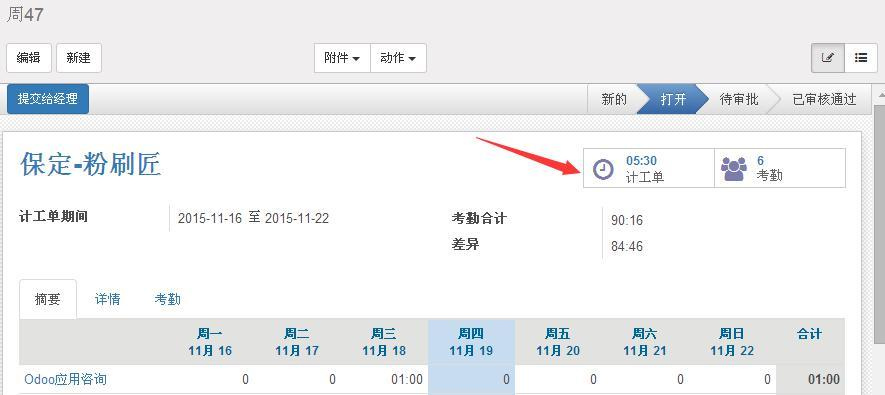 周47
编辑 新建 附件 动作
提交给经理 新的 打开 待审批 已审核通过
保定-粉刷匠
05:30 计工单
6 考勤
计工单期间 2015-11-16 至 2015-11-22
考勤合计 90:16
差异 84:46
摘要 详情 考勤
周一 周二 周三 周四 周五 周六 周日 合计
11月 16 11月 17 11月 18 11月 19 11月 20 11月 21 11月 22
Odoo应用咨询 0 0 01:00 0 0 0 0 01:00